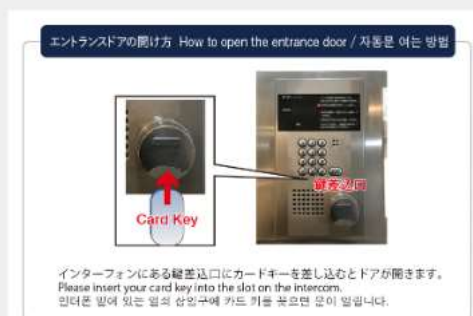 エントランスドアの開け方 How to open the entrance door / 자동문 여는 방법
鍵差込口
Card Key
インターフォンにある鍵差込口にカードキーを差し込むとドアが開きます。
Please insert your card key into the slot on the intercom.
인터폰 밑에 있는 열쇠 삽입구에 카드 키를 꽂으면 문이 열립니다.